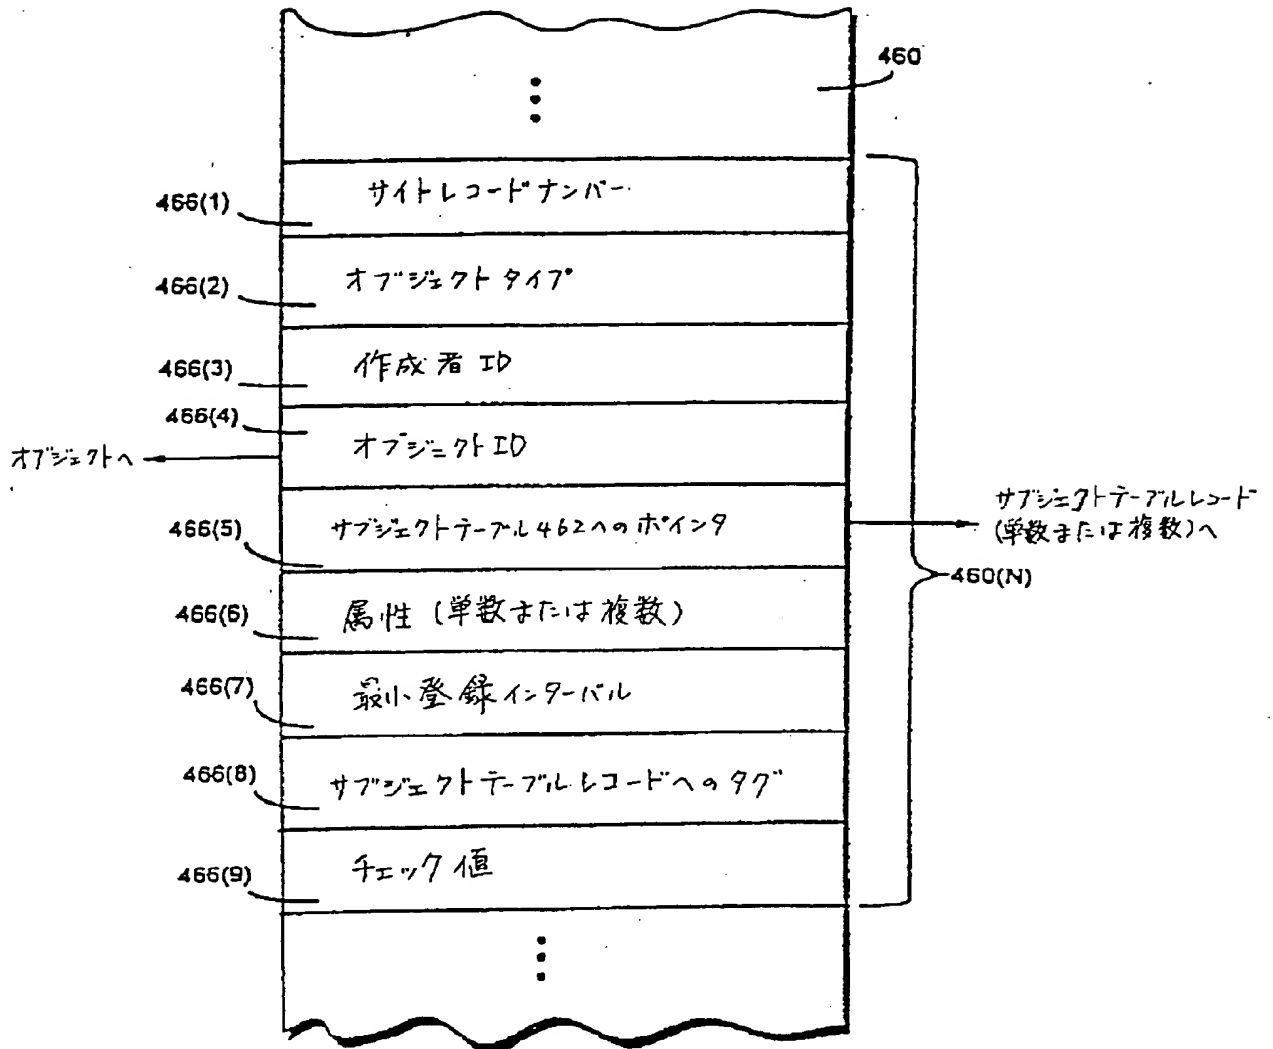 460
サイトレコードナンバー
466(1)
オブジェクトタイプ
466(2)
作成者ID
466(3)
466(4)
オブジェクトID
オブジェクトへ
サブジェクトテーブルレコード
(単数または複数)へ
サブジェクトテーブル462へのポインタ
466(5)
460(N)
属性(単数または複数)
466(6)
最小登録インターバル
466(7)
サブジェクトテーブルレコードへのタグ
466(8)
チェック値
466(9)